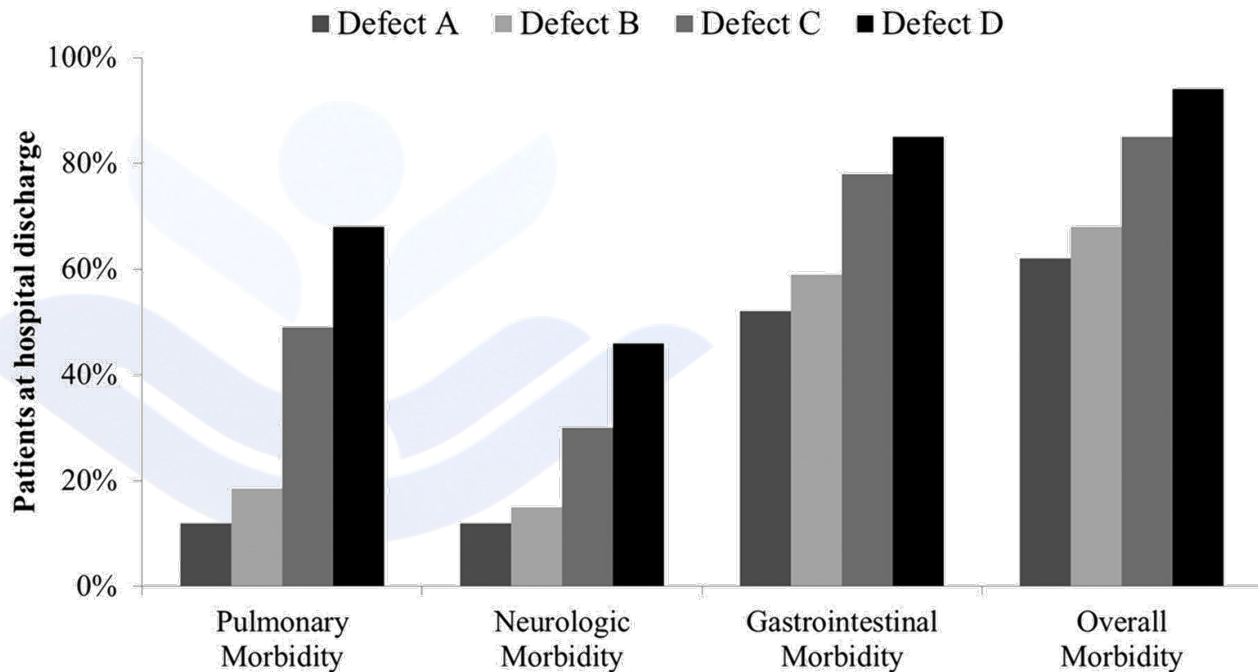 Defect A Defect B Defect C Defect D
100%
80%
60%
40%
20%
0%
Patients at hospital discharge
Pulmonary Morbidity
Neurologic Morbidity
Gastrointestinal Morbidity
Overall Morbidity